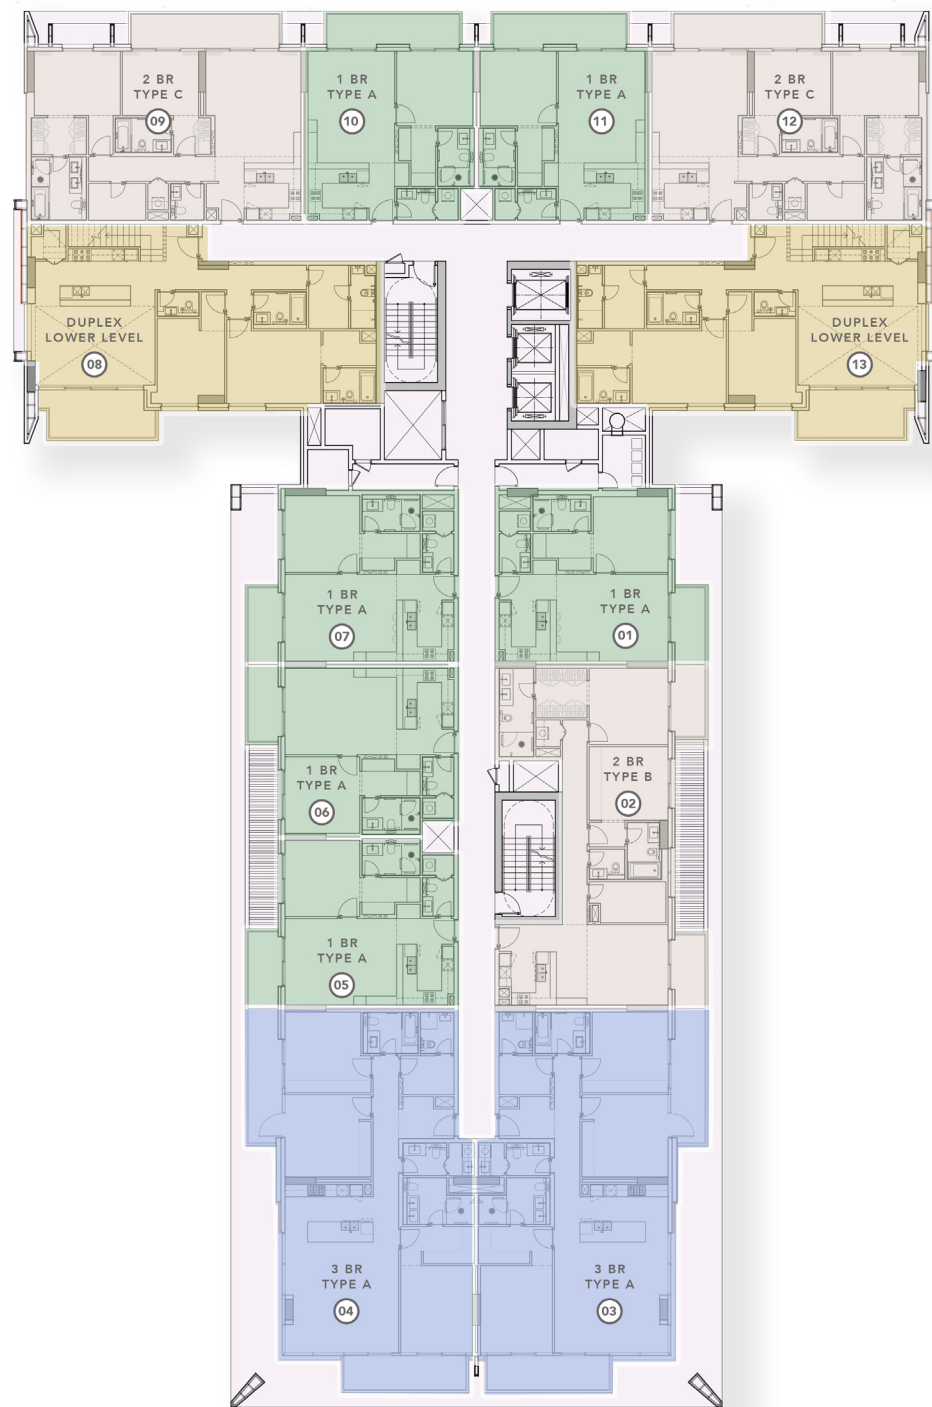 2 BR
TYPE C
09
1 BR
TYPE A
10
1 BR
TYPE A
11
2 BR
TYPE C
12
DUPLEX
LOWER LEVEL
08
DUPLEX
LOWER LEVEL
13
1 BR
TYPE A
07
1 BR
TYPE A
01
1 BR
TYPE A
06
2 BR
TYPE B
02
1 BR
TYPE A
05
3 BR
TYPE A
04
3 BR
TYPE A
03